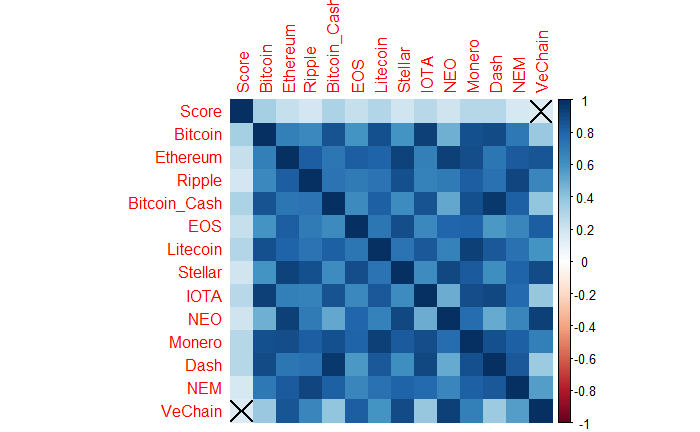 Score
Bitcoin
Ethereum
Ripple
Bitcoin_Cash
EOS
Litecoin
Stellar
IOTA
NEO
Monero
Dash
NEM
VeChain
Score
Bitcoin
Ethereum
Ripple
Bitcoin_Cash
EOS
Litecoin
Stellar
IOTA
NEO
Monero
Dash
NEM
VeChain
1
0.8
0.6
0.4
0.2
0
-0.2
-0.4
-0.6
-0.8
-1